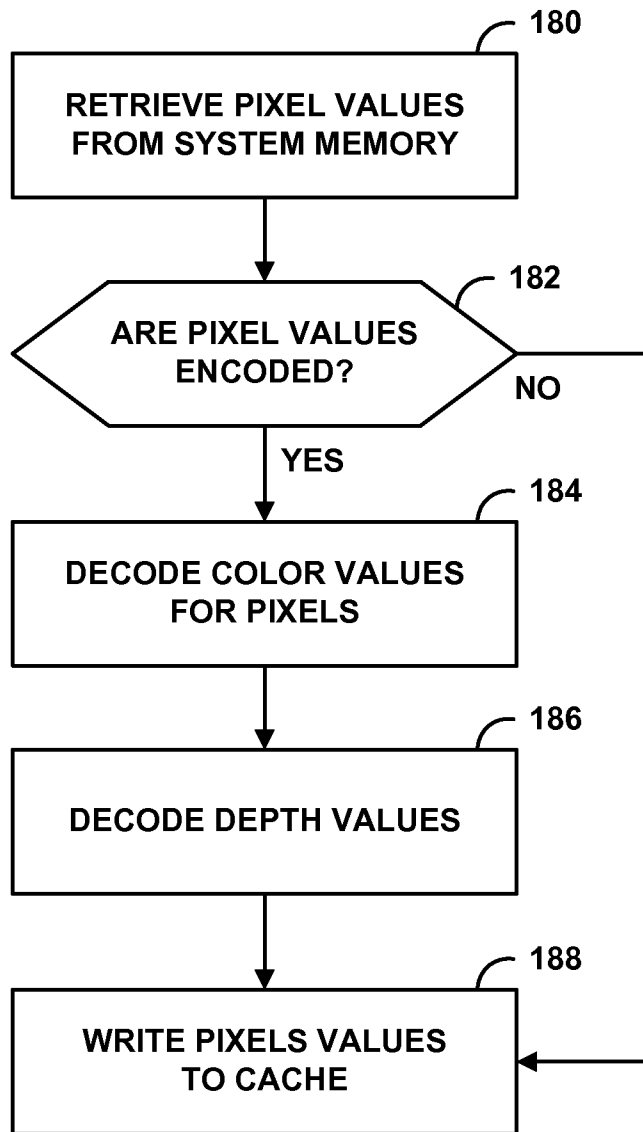 180
RETRIEVE PIXEL VALUES
FROM SYSTEM MEMORY
182
ARE PIXEL VALUES
ENCODED?
NO
YES
184
DECODE COLOR VALUES
FOR PIXELS
186
DECODE DEPTH VALUES
188
WRITE PIXELS VALUES
TO CACHE